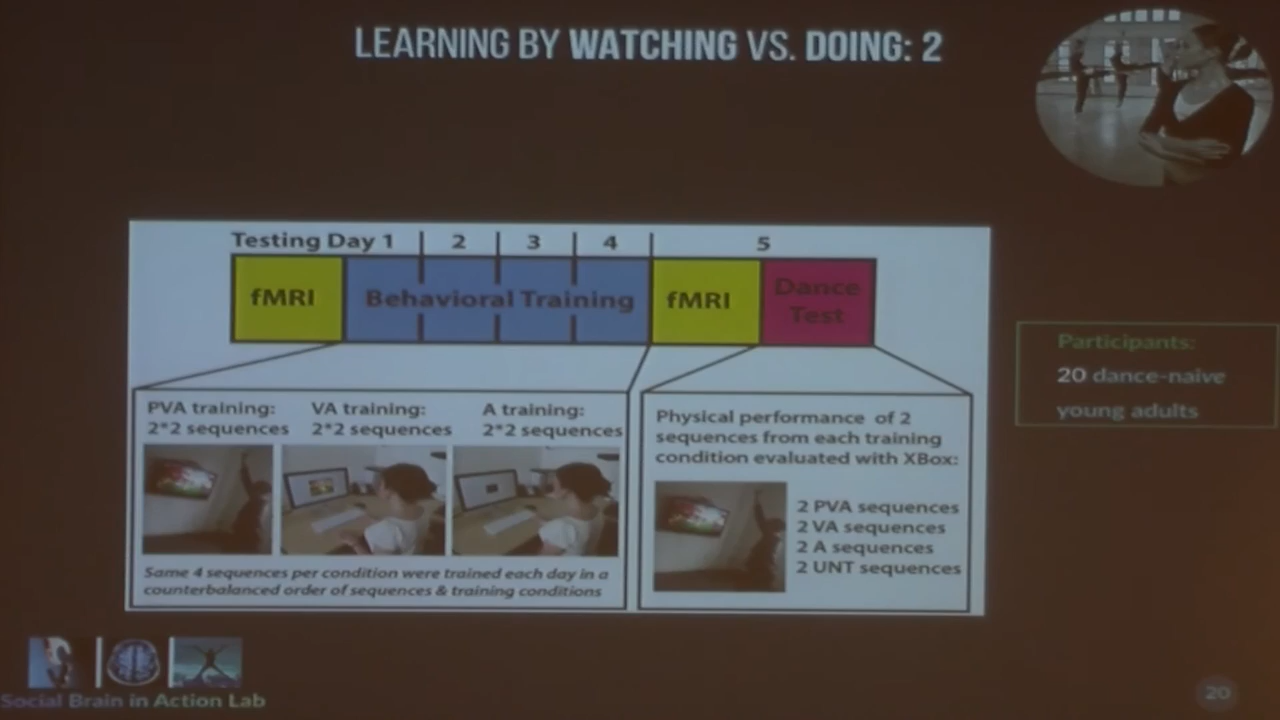 LEARNING BY WATCHING VS. DOING: 2
Testing Day 1 | 2 | 3 | 4 | 5
fMRI
Behavioral Training
fMRI
Dance
Test
PVA training:
2*2 sequences
VA training:
2*2 sequences
A training:
2*2 sequences
Same 4 sequences per condition were trained each day in a
counterbalanced order of sequences & training conditions
Physical performance of 2
sequences from each training
condition evaluated with XBox:
2 PVA sequences
2 VA sequences
2 A sequences
2 UNT sequences
Participants:
20 dance-naive
young adults
Social Brain in Action Lab
20